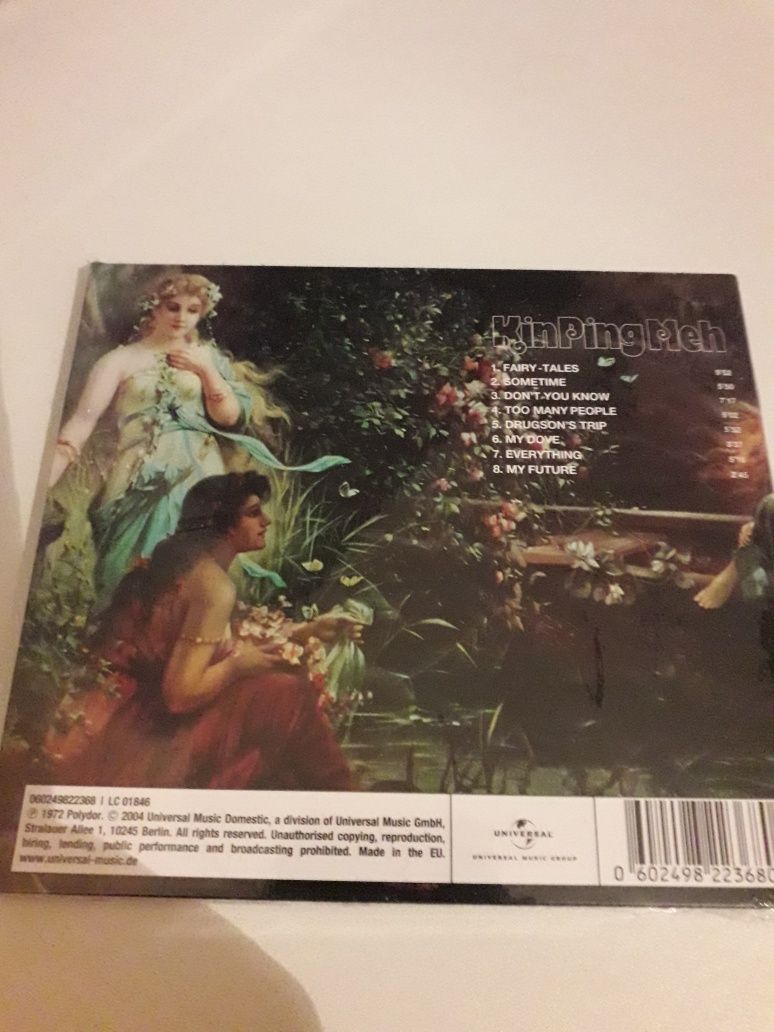 KinPingMeh
1. FAIRY-TALES 9'52
2. SOMETIME 5'50
3. DON'T YOU KNOW 7'17
4. TOO MANY PEOPLE
5. DRUGSON'S TRIP
6. MY DOVE
7. EVERYTHING
8. MY FUTURE 2'45
060249822368 I LC 01846
℗ 1972 Polydor. © 2004 Universal Music Domestic, a division of Universal Music GmbH,
Stralauer Allee 1, 10245 Berlin. All rights reserved. Unauthorised copying, reproduction,
hiring, lending, public performance and broadcasting prohibited. Made in the EU.
www.universal-music.de
UNIVERSAL
UNIVERSAL MUSIC GROUP
0 602498 223680